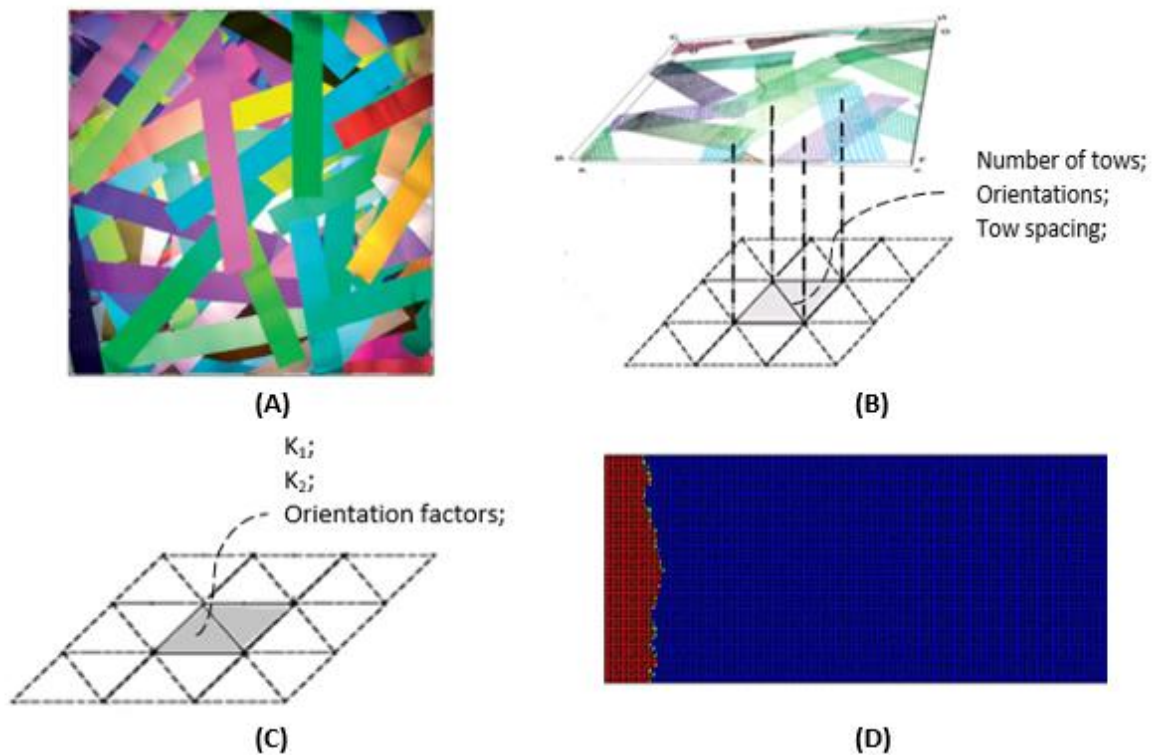 Number of tows;
Orientations;
Tow spacing;
(A)
(B)
K₁;
K₂;
Orientation factors;
(C)
(D)